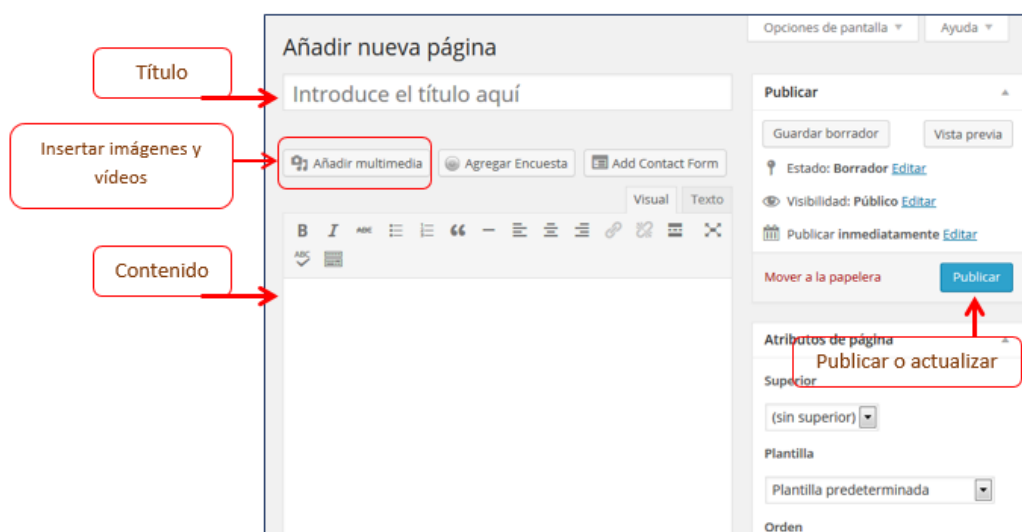 Opciones de pantalla
Ayuda
Añadir nueva página
Título
Introduce el título aquí
Publicar
Guardar borrador
Vista previa
Insertar imágenes y
vídeos
Añadir multimedia
Agregar Encuesta
Add Contact Form
Estado: Borrador Editar
Visibilidad: Público Editar
Visual
Texto
Publicar inmediatamente Editar
B I ABC
ABC
Contenido
Mover a la papelera
Publicar
Atributos de página
Publicar o actualizar
Superior
(sin superior)
Plantilla
Plantilla predeterminada
Orden